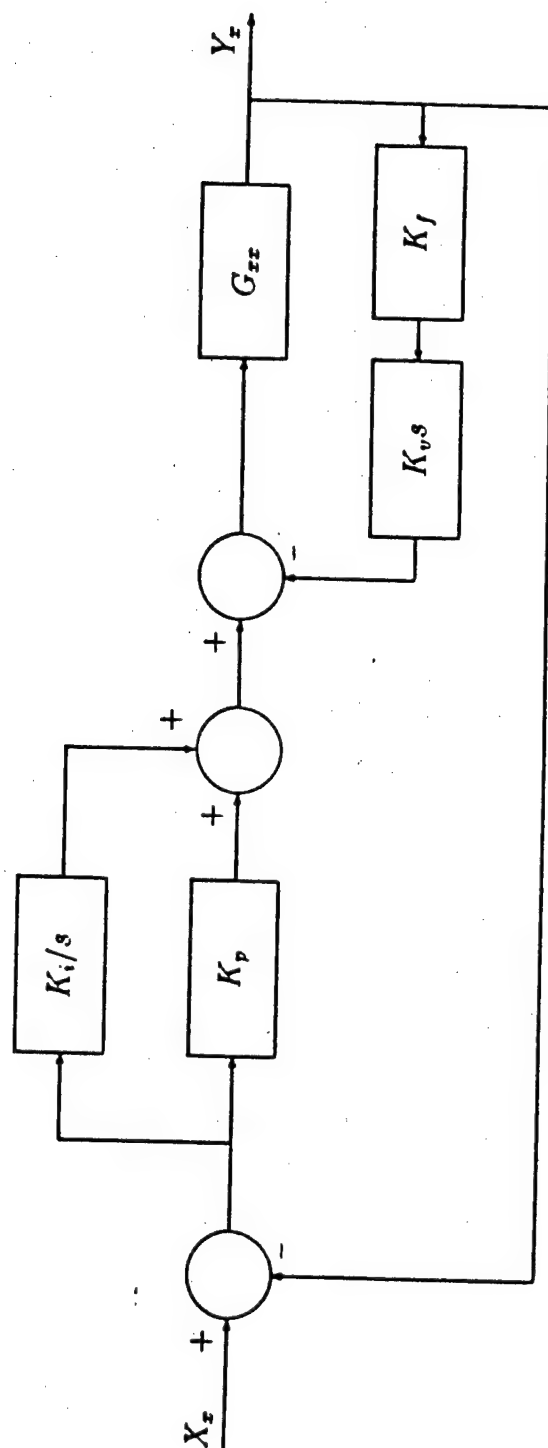 X_x
+
-
K_i/s
K_p
+
+
+
-
G_xx
Y_x
K_f
K_v s